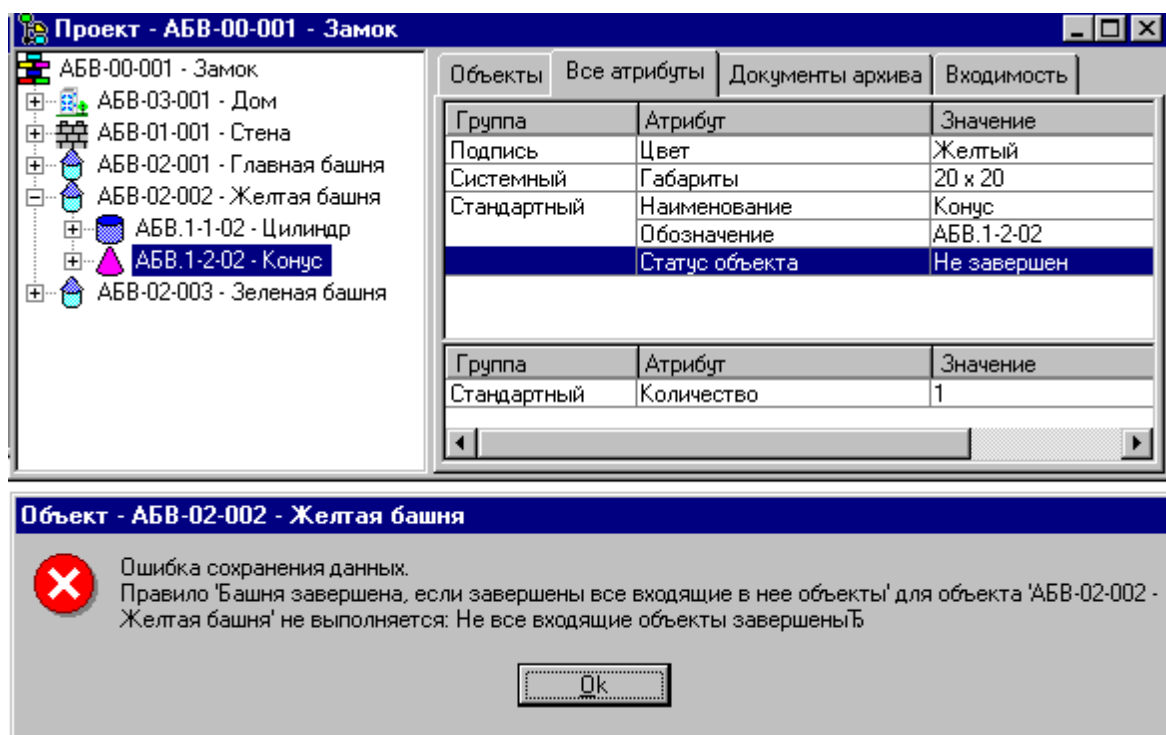 Проект - АБВ-00-001 - Замок
АБВ-00-001 - Замок
АБВ-03-001 - Дом
АБВ-01-001 - Стена
АБВ-02-001 - Главная башня
АБВ-02-002 - Желтая башня
АБВ.1-1-02 - Цилиндр
АБВ.1-2-02 - Конус
АБВ-02-003 - Зеленая башня
Объекты Все атрибуты Документы архива Входимость
Группа Атрибут Значение
Подпись Цвет Желтый
Системный Габариты 20 x 20
Стандартный Наименование Конус
Обозначение АБВ.1-2-02
Статус объекта Не завершен
Группа Атрибут Значение
Стандартный Количество 1
Объект - АБВ-02-002 - Желтая башня
Ошибка сохранения данных.
Правило 'Башня завершена, если завершены все входящие в нее объекты' для объекта 'АБВ-02-002 -
Желтая башня' не выполняется: Не все входящие объекты завершеныЂ
Ok